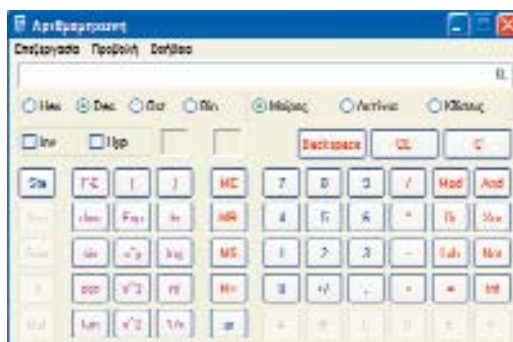 Αριθμομηχανή
Επεξεργασία Προβολή Βοήθεια
0,
Hex Dec Oct Bin Μοίρες Ακτίνια
Inv Hyp Backspace CE C
Sta F-E ( ) MC 7 8 9 / Mod And
dms Exp ln MR 4 5 6 * Or Xor
sin x^y log MS 1 2 3 - Lsh Not
cos x^3 n! M+ 0 +/- , + = Int
tan x^2 1/x pi